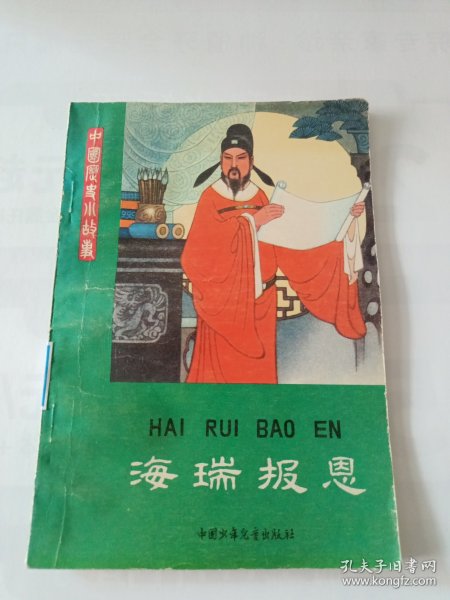 中国历史小故事
HAI RUI BAO EN
海瑞报恩
中国少年儿童出版社
孔夫子旧书网
www.kongfz.com